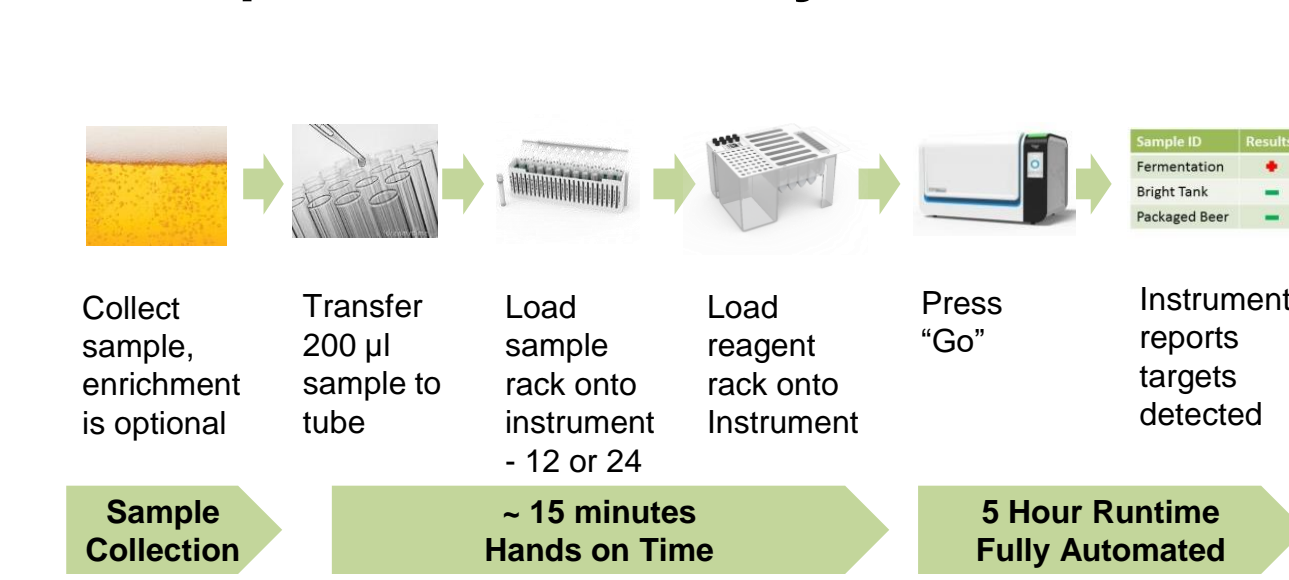 Sample ID Results
Fermentation
Bright Tank
Packaged Beer
Collect
sample,
enrichment
is optional
Transfer
200 µl
sample to
tube
Load
sample
rack onto
instrument
- 12 or 24
Load
reagent
rack onto
Instrument
Press
“Go”
Instrument
reports
targets
detected
Sample
Collection
~ 15 minutes
Hands on Time
5 Hour Runtime
Fully Automated